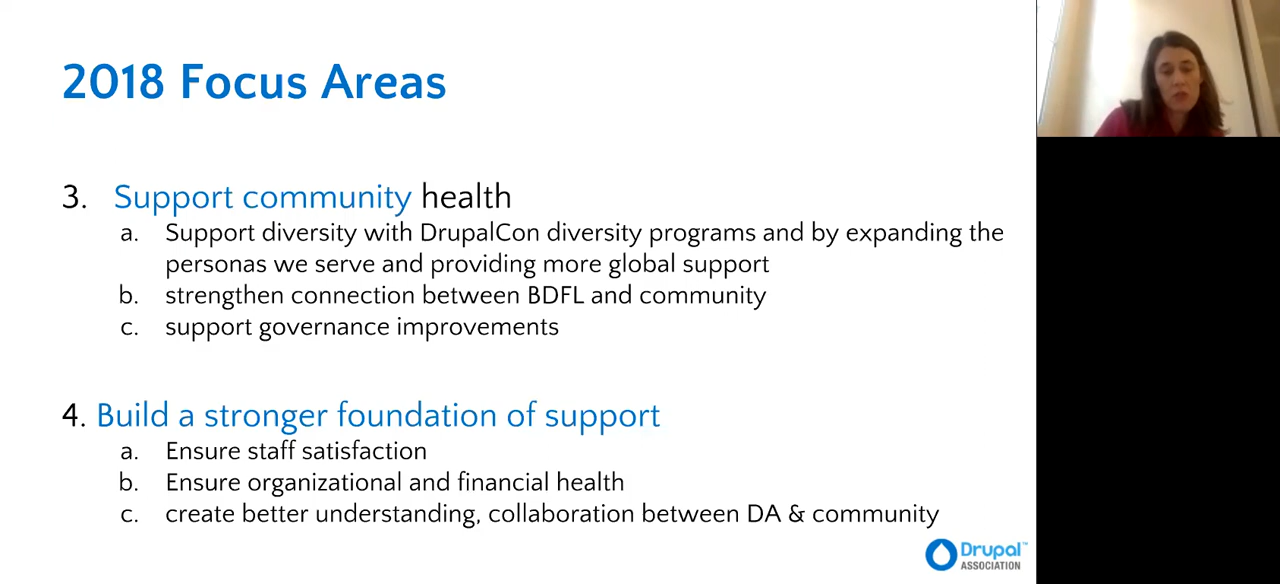 2018 Focus Areas
3. Support community health
a. Support diversity with DrupalCon diversity programs and by expanding the
personas we serve and providing more global support
b. strengthen connection between BDFL and community
c. support governance improvements
4. Build a stronger foundation of support
a. Ensure staff satisfaction
b. Ensure organizational and financial health
c. create better understanding, collaboration between DA & community
Drupal™
ASSOCIATION